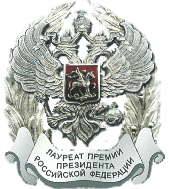 ЛАУРЕАТ ПРЕМИИ
ПРЕЗИДЕНТА
РОССИЙСКОЙ ФЕДЕРАЦИИ